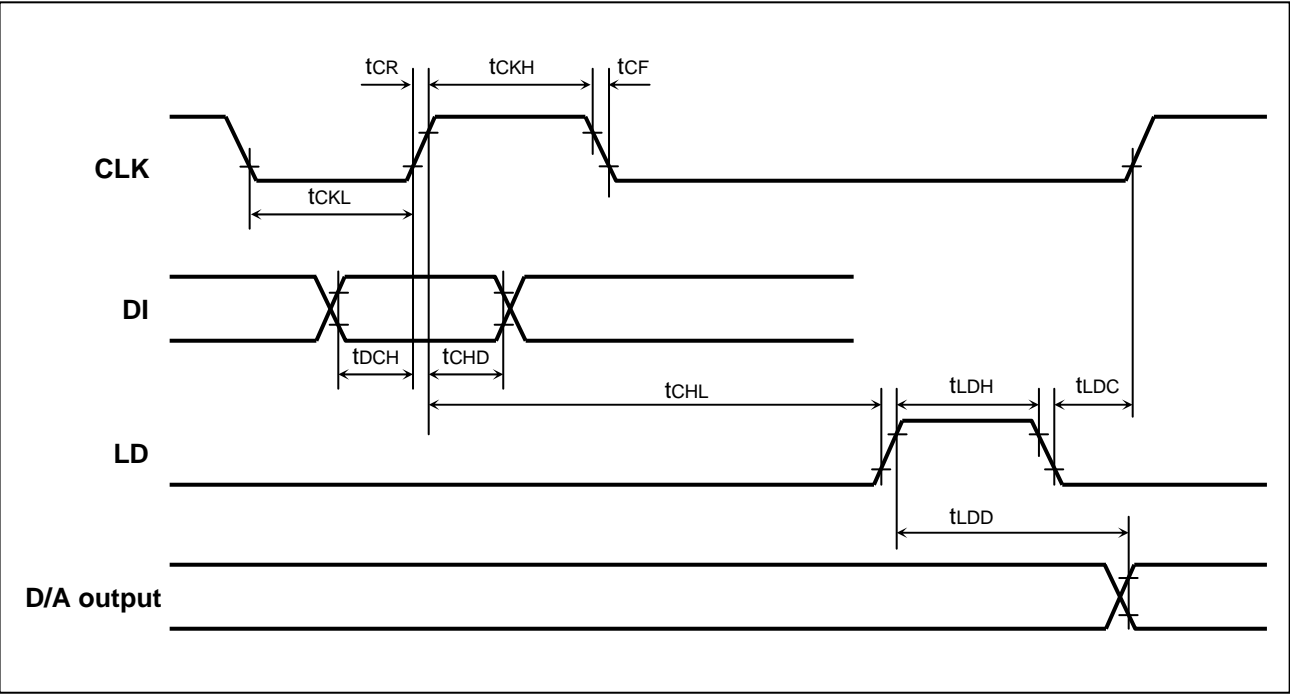 tCR
tCKH
tCF
CLK
tCKL
DI
tDCH
tCHD
tCHL
tLDH
tLDC
LD
tLDD
D/A output